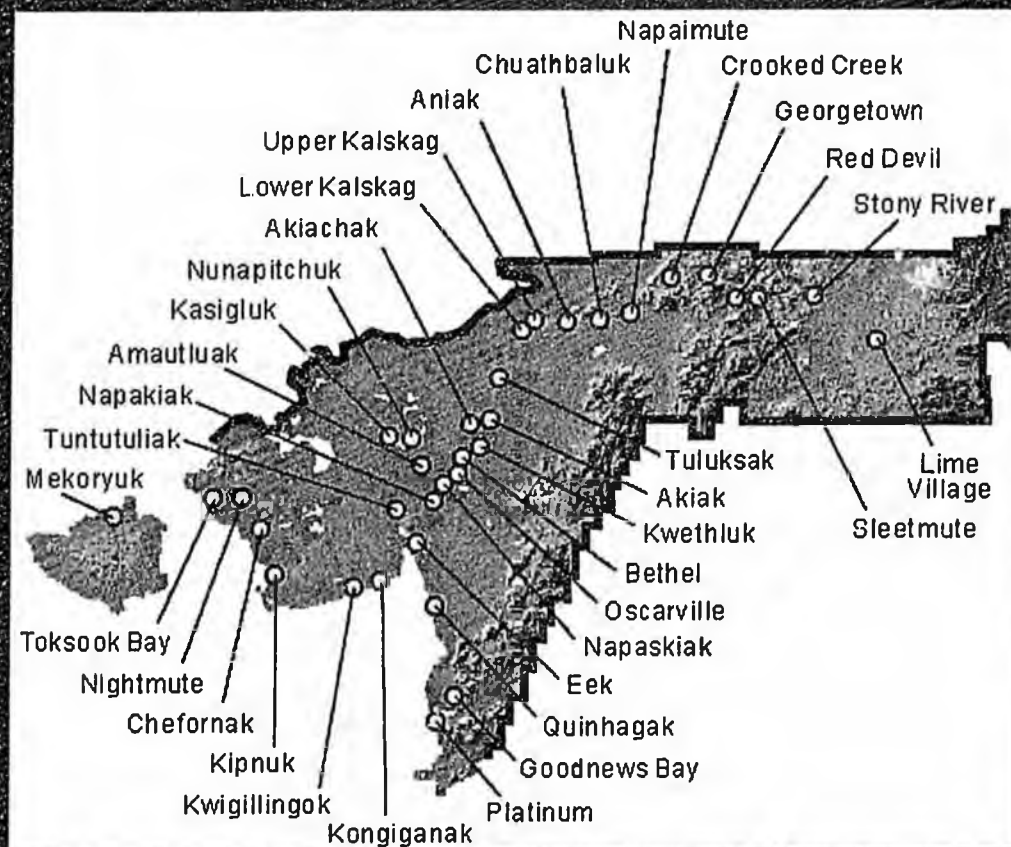 Napaimute
Chuathbaluk
Crooked Creek
Aniak
Georgetown
Upper Kalskag
Red Devil
Lower Kalskag
Stony River
Akiachak
Nunapitchuk
Kasigluk
Amautluak
Napakiak
Tuntutuliak
Mekoryuk
Tuluksak
Lime
Village
Akiak
Sleetmute
Kwethluk
Bethel
Oscarville
Toksook Bay
Napaskiak
Nightmute
Eek
Chefornak
Quinhagak
Kipnuk
Goodnews Bay
Kwigillingok
Platinum
Kongiganak